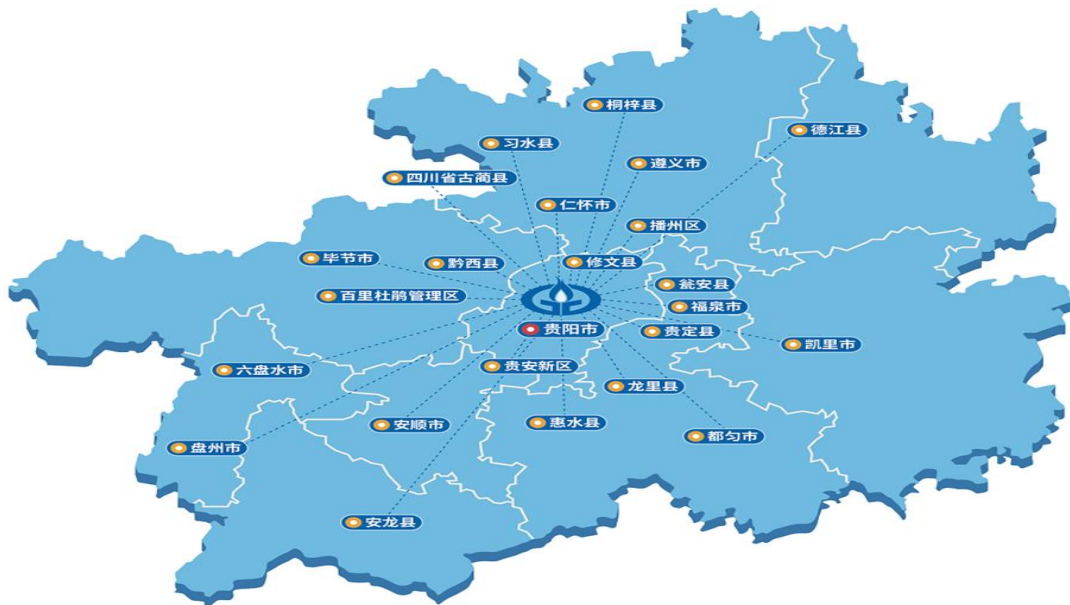 桐梓县
德江县
习水县
遵义市
四川省古蔺县
仁怀市
播州区
毕节市
黔西县
修文县
瓮安县
百里杜鹃管理区
福泉市
贵阳市
贵定县
凯里市
六盘水市
贵安新区
龙里县
安顺市
惠水县
都匀市
盘州市
安龙县